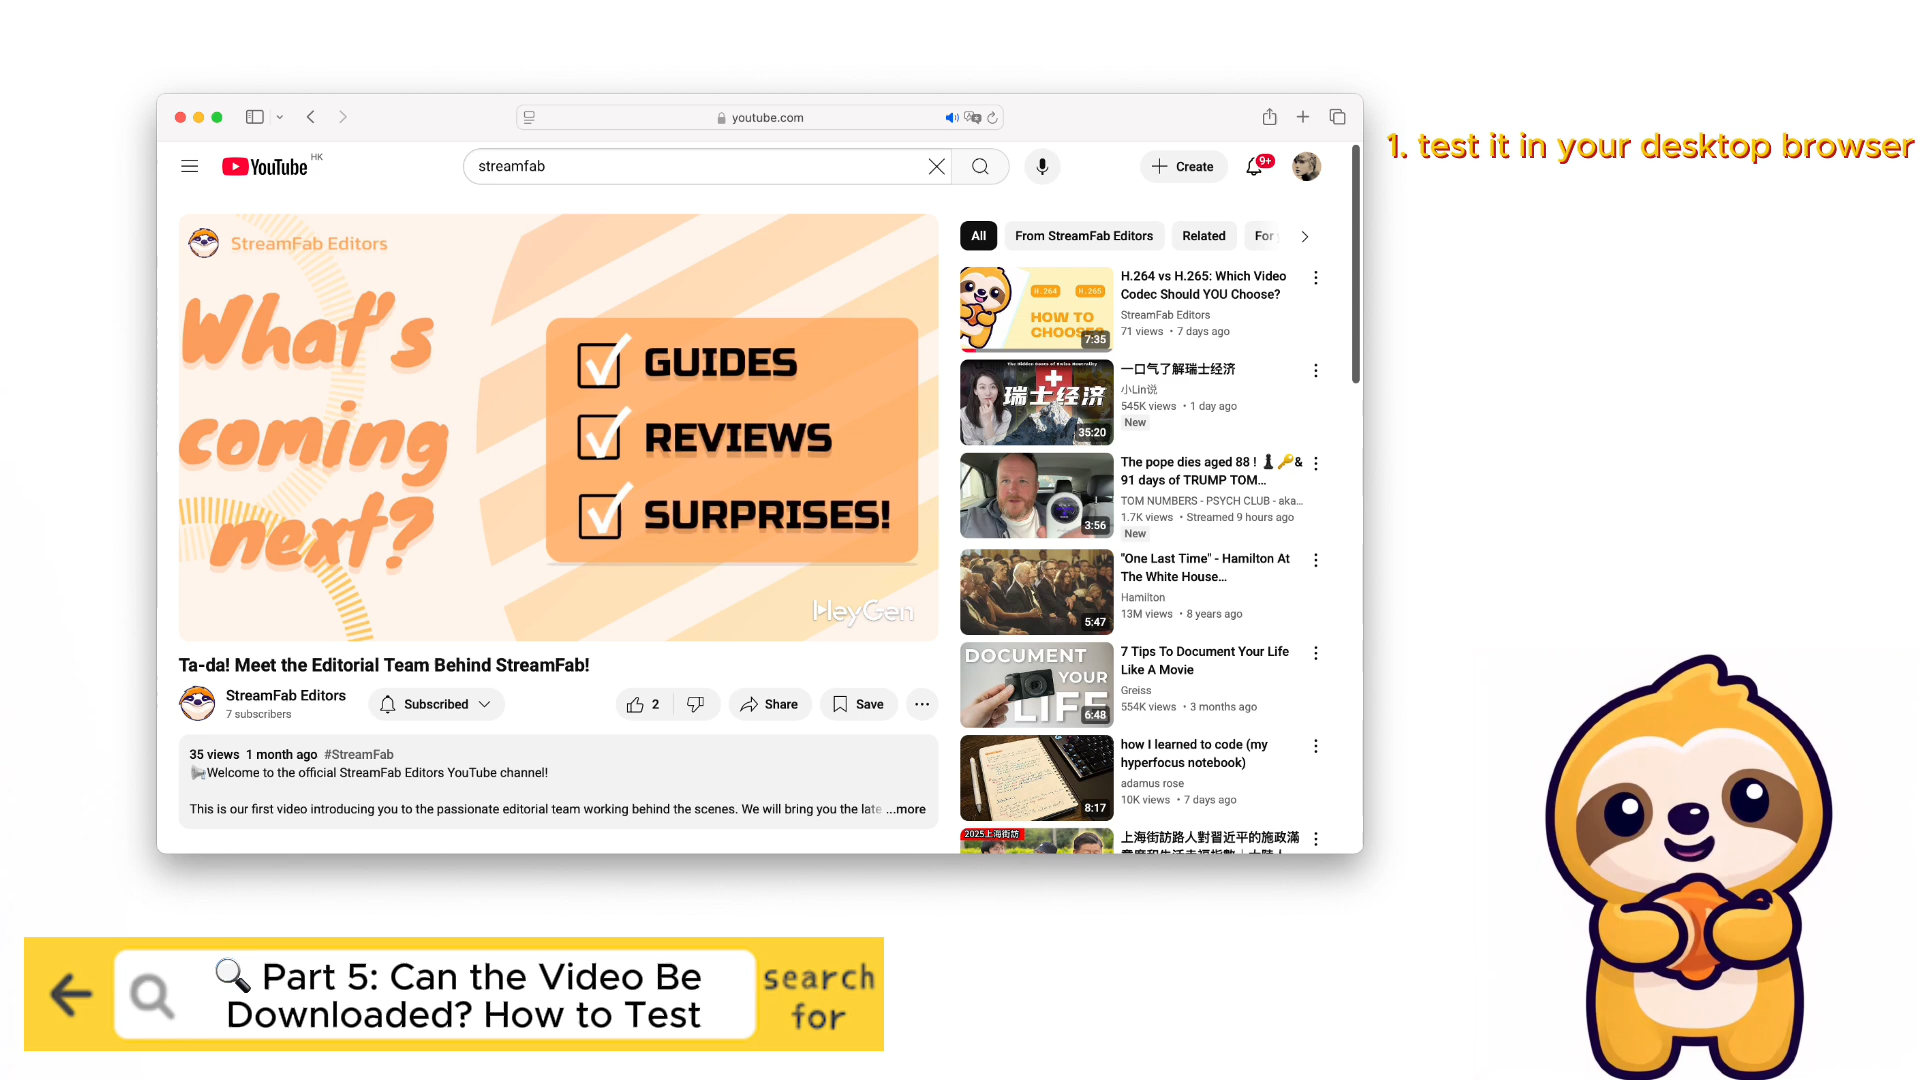 youtube.com
1. test it in your desktop browser
YouTube HK
streamfab
Create
9+
StreamFab Editors
What's
coming
next?
GUIDES
REVIEWS
SURPRISES!
HeyGen
Ta-da! Meet the Editorial Team Behind StreamFab!
StreamFab Editors
7 subscribers
Subscribed
2
Share
Save
35 views 1 month ago #StreamFab
Welcome to the official StreamFab Editors YouTube channel!
This is our first video introducing you to the passionate editorial team working behind the scenes. We will bring you the late ...more
All
From StreamFab Editors
Related
For
H.264
H.265
HOW TO
CHOOSE?
7:35
H.264 vs H.265: Which Video
Codec Should YOU Choose?
StreamFab Editors
71 views • 7 days ago
瑞士经济
35:20
一口气了解瑞士经济
小Lin说
545K views • 1 day ago
New
3:56
The pope dies aged 88 ! &
91 days of TRUMP TOM...
TOM NUMBERS - PSYCH CLUB - aka...
1.7K views • Streamed 9 hours ago
New
5:47
"One Last Time" - Hamilton At
The White House...
Hamilton
13M views • 8 years ago
DOCUMENT
YOUR
LIFE
6:48
7 Tips To Document Your Life
Like A Movie
Greiss
554K views • 3 months ago
8:17
how I learned to code (my
hyperfocus notebook)
adamus rose
10K views • 7 days ago
2025上海街訪
上海街訪路人對習近平的施政滿
Part 5: Can the Video Be
Downloaded? How to Test
search
for